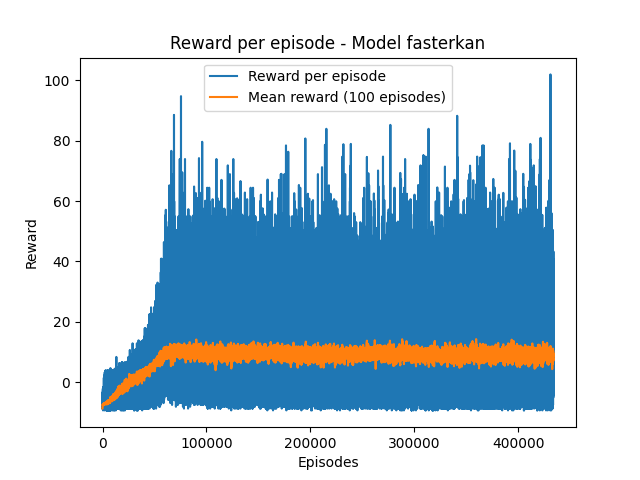 Reward per episode - Model fasterkan
Reward per episode
Mean reward (100 episodes)
100
80
60
40
20
0
Reward
0 100000 200000 300000 400000
Episodes